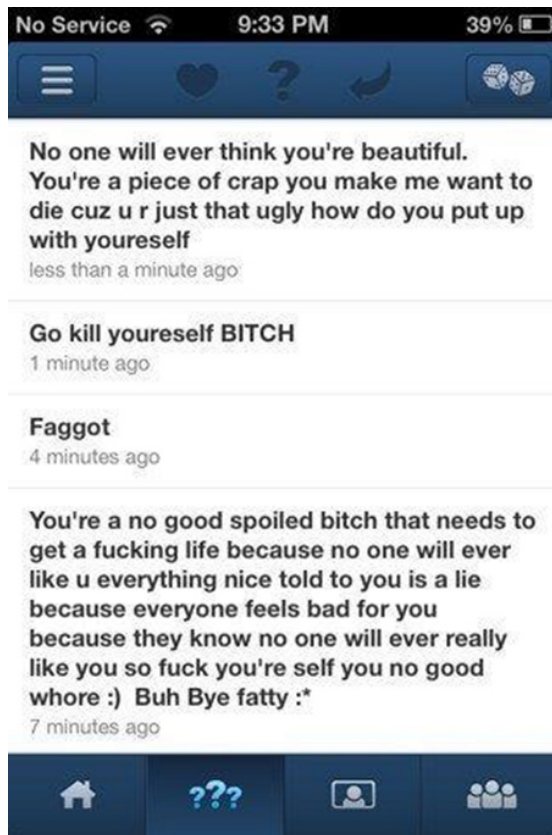 No Service 9:33 PM 39%
?
No one will ever think you're beautiful.
You're a piece of crap you make me want to
die cuz u r just that ugly how do you put up
with youreself
less than a minute ago
Go kill youreself BITCH
1 minute ago
Faggot
4 minutes ago
You're a no good spoiled bitch that needs to
get a fucking life because no one will ever
like u everything nice told to you is a lie
because everyone feels bad for you
because they know no one will ever really
like you so fuck you're self you no good
whore :) Buh Bye fatty :*
7 minutes ago
???